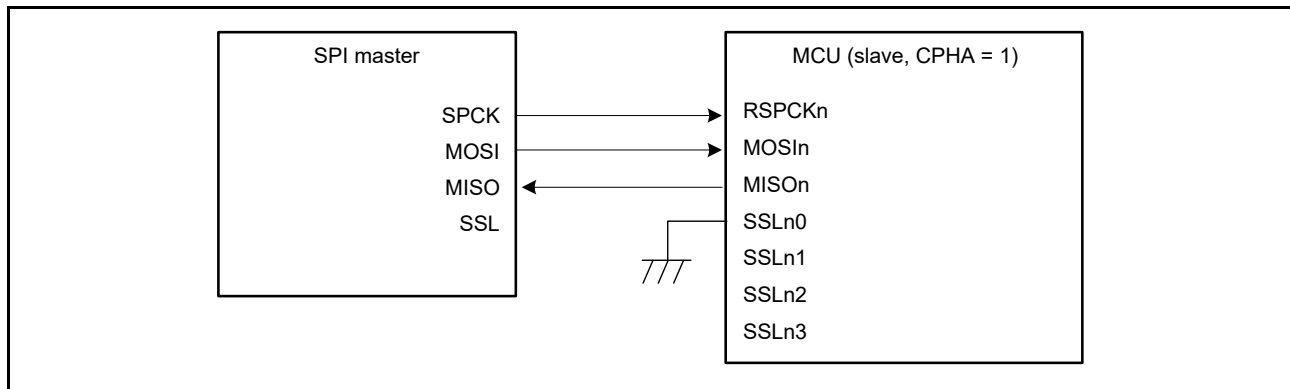 SPI master
SPCK
MOSI
MISO
SSL
MCU (slave, CPHA = 1)
RSPCKn
MOSIn
MISOn
SSLn0
SSLn1
SSLn2
SSLn3